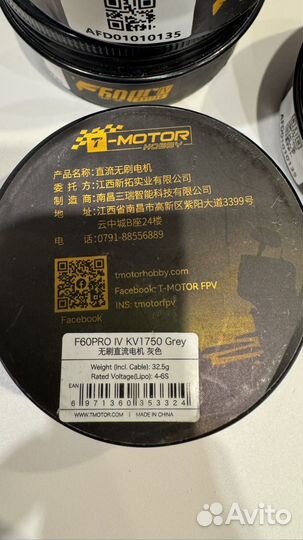 AFD01010135
F60PRO
T-MOTOR
HOBBY
产品名称: 直流无刷电机
委 托 方: 江西新拓实业有限公司
制 造 商: 南昌三瑞智能科技有限公司
地 址: 江西省南昌市高新区紫阳大道3399号
云中城B座24楼
电 话: 0791-88556889
tmotorhobby.com
Facebook: T-MOTOR FPV
INS: tmotorfpv
Facebook
F60PRO IV KV1750 Grey
无刷直流电机 灰色
Weight (Incl. Cable): 32.5g
Rated Voltage(Lipo): 4-6S
EAN
6 971360 353324
WWW.T-MOTOR.COM // MADE IN CHINA
Avito